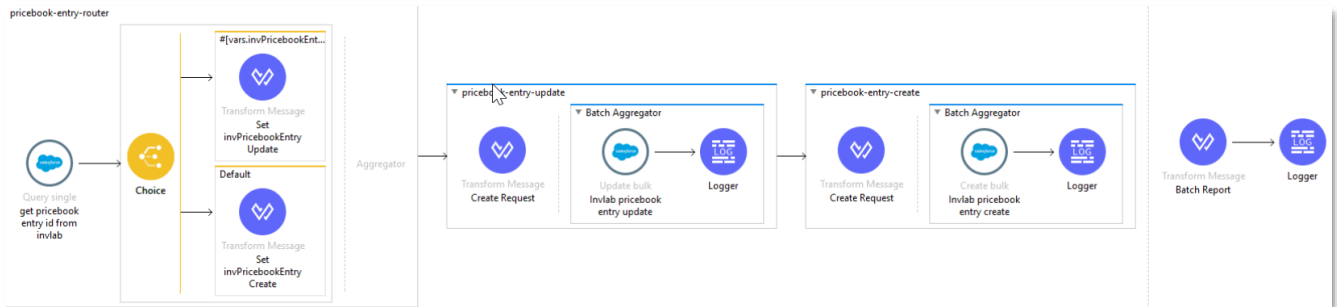 pricebook-entry-router
#[vars.invPricebookEnt...
Transform Message
Set
invPricebookEntry
Update
Query single
get pricebook
entry id from
invlab
Choice
Default
Transform Message
Set
invPricebookEntry
Create
Aggregator
pricebook-entry-update
Transform Message
Create Request
Batch Aggregator
Update bulk
Invlab pricebook
entry update
LOG
Logger
pricebook-entry-create
Transform Message
Create Request
Batch Aggregator
Create bulk
Invlab pricebook
entry create
LOG
Logger
Transform Message
Batch Report
LOG
Logger